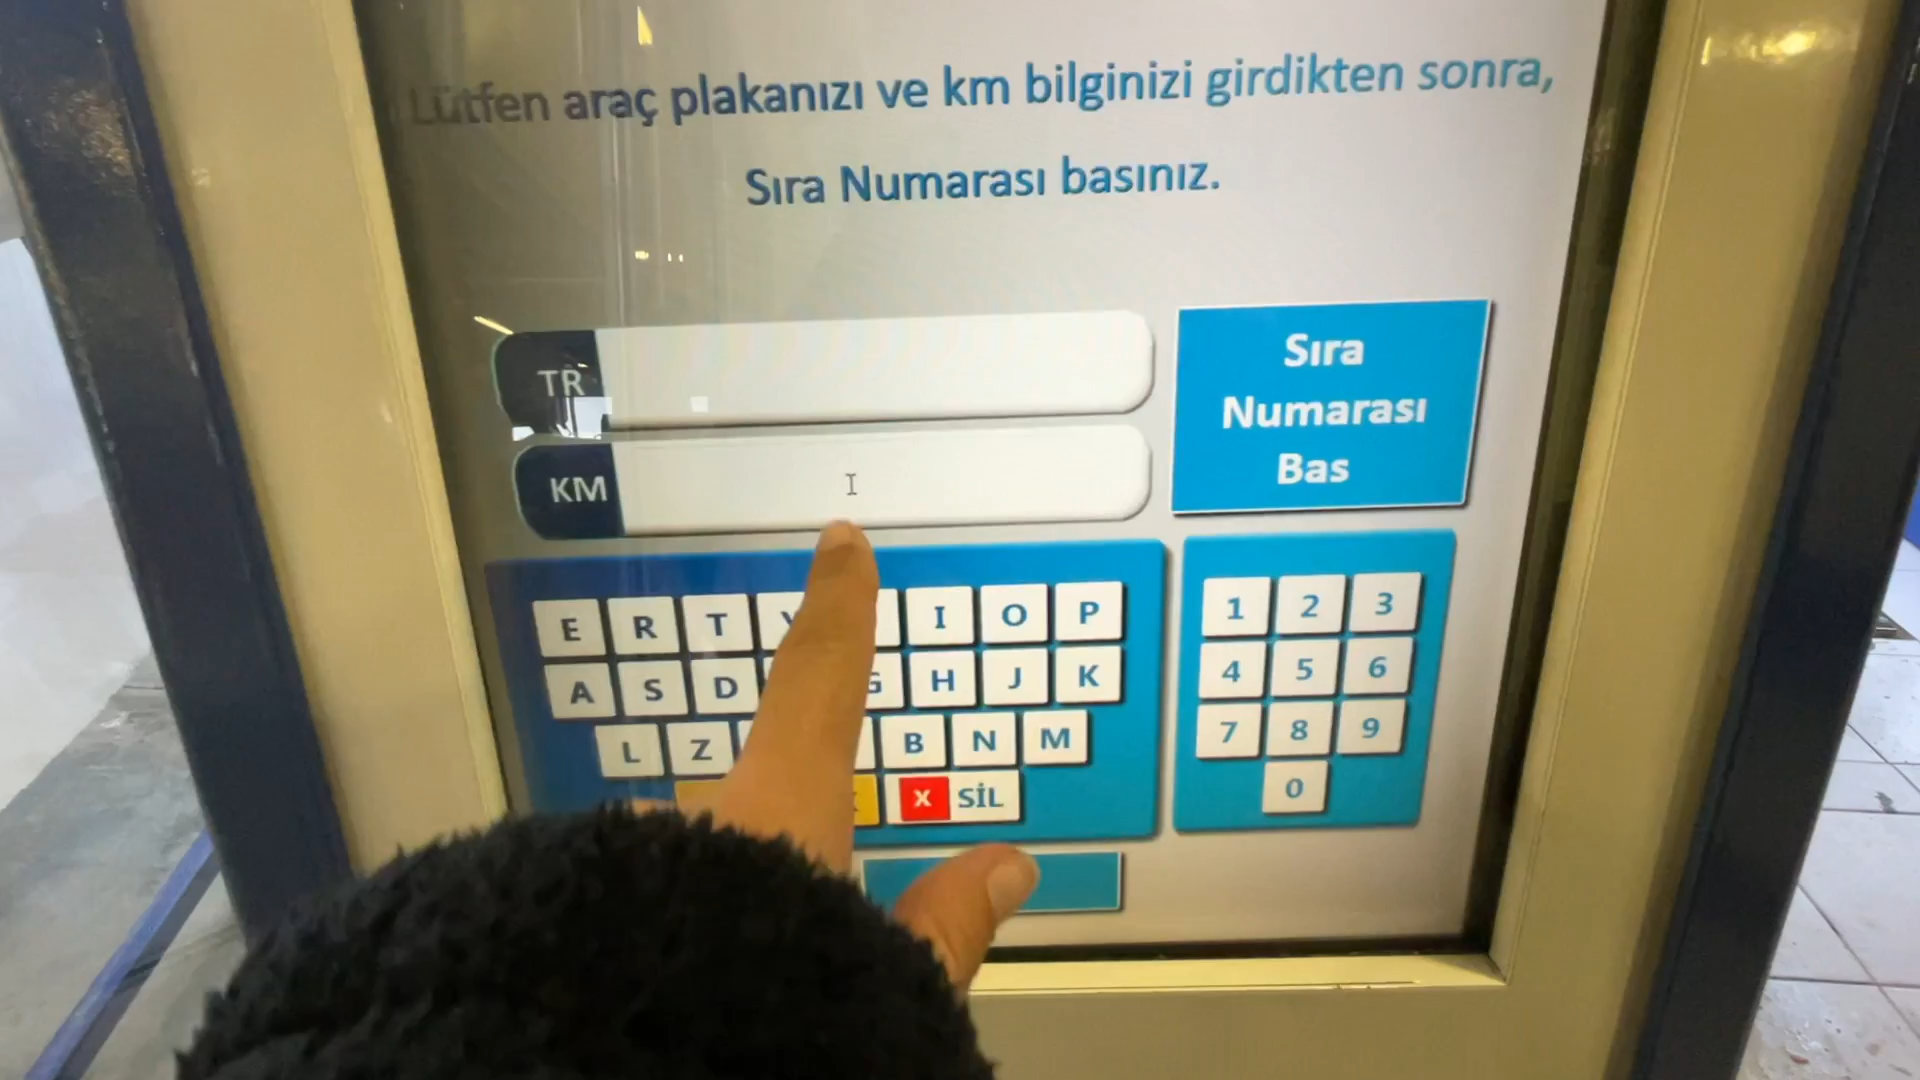 Lütfen araç plakanızı ve km bilginizi girdikten sonra,
Sıra Numarası basınız.
TR
Sıra
Numarası
Bas
KM
E R T I O P
1 2 3
A S D G H J K
4 5 6
L Z B N M
7 8 9
X SİL
0